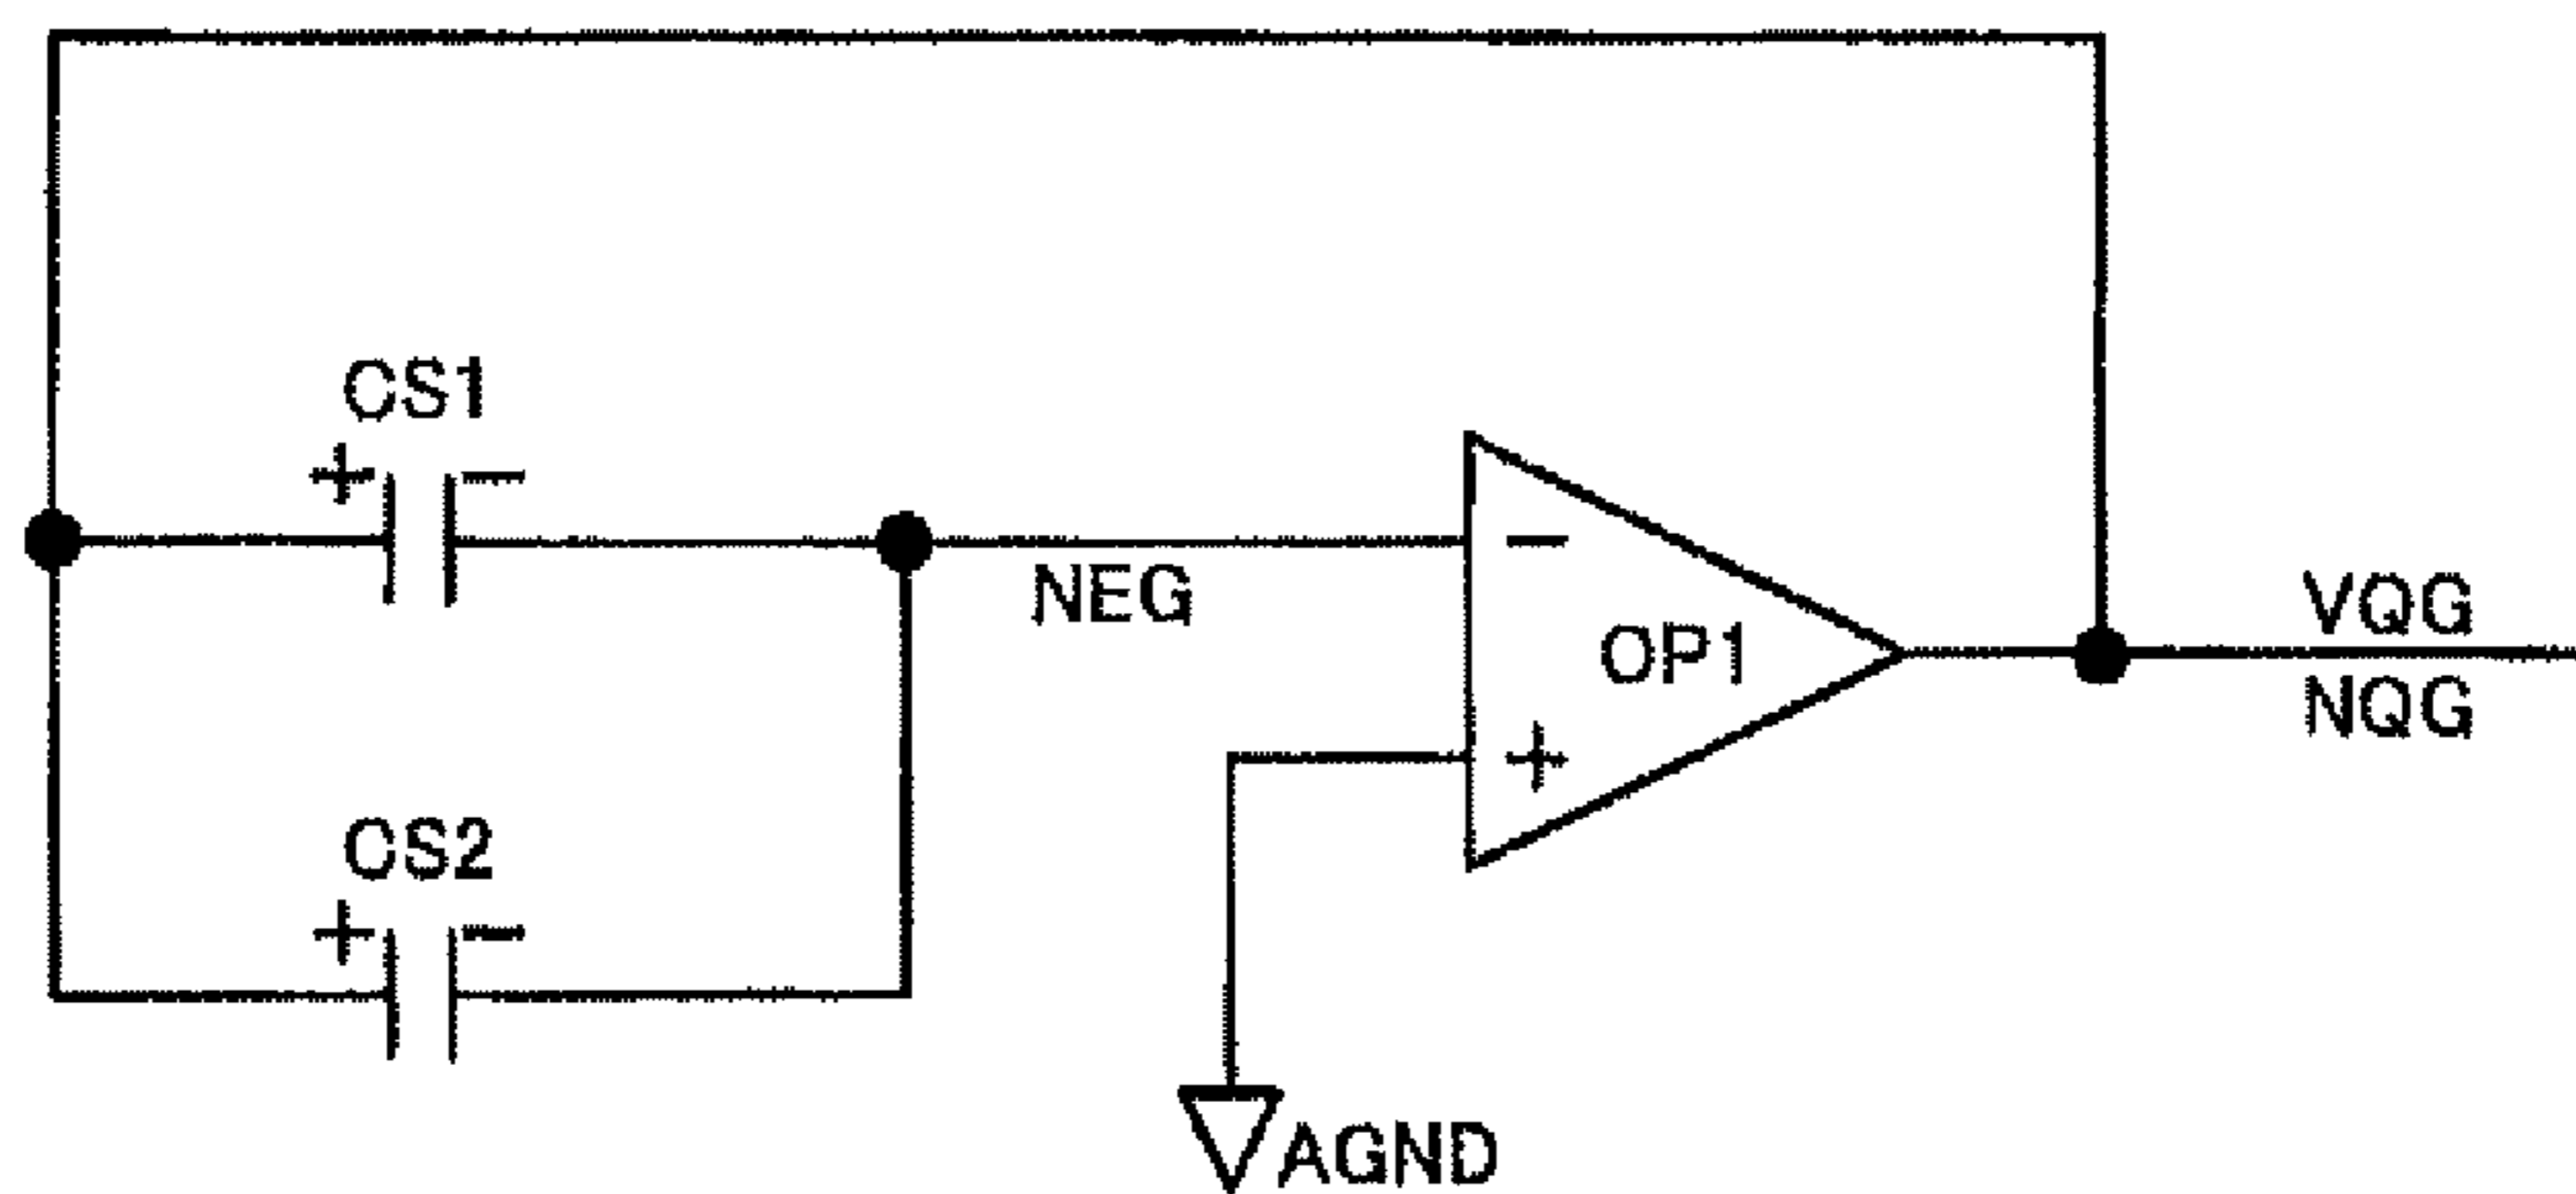 CS1
+ −
NEG
−
OP1
VQG
NQG
+
CS2
+ −
AGND